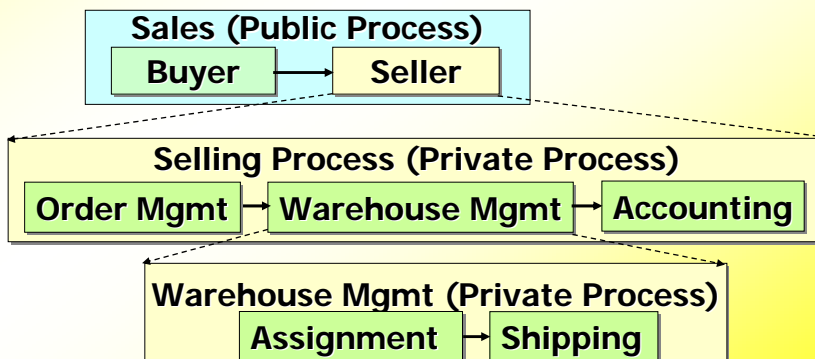 Sales (Public Process)
Buyer Seller
Selling Process (Private Process)
Order Mgmt Warehouse Mgmt Accounting
Warehouse Mgmt (Private Process)
Assignment Shipping